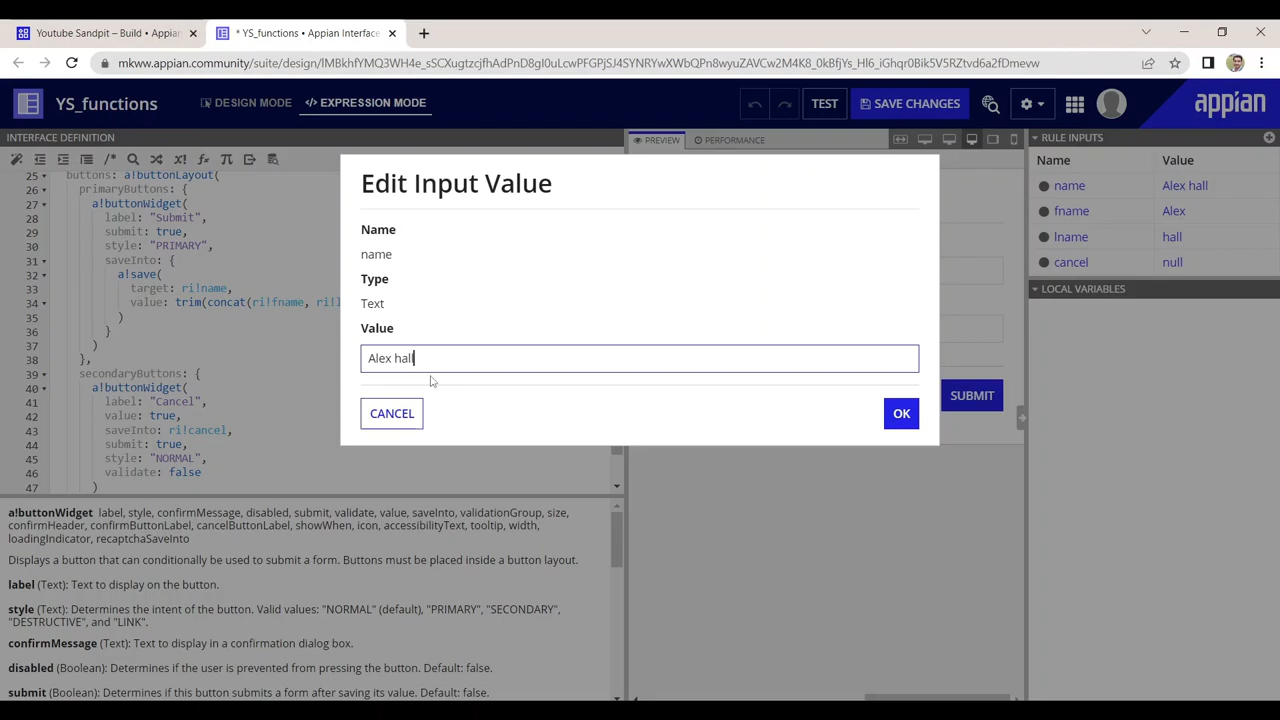 Youtube Sandpit – Build • Appian
* YS_functions • Appian Interface
mkww.appian.community/suite/design/
YS_functions
DESIGN MODE
</> EXPRESSION MODE
TEST
SAVE CHANGES
appian
INTERFACE DEFINITION
PREVIEW
PERFORMANCE
RULE INPUTS
Name Value
name Alex hall
fname Alex
lname hall
cancel null
LOCAL VARIABLES
25 buttons: a!buttonLayout(
26 primaryButtons: {
27 a!buttonWidget(
28 label: "Submit",
29 submit: true,
30 style: "PRIMARY",
31 saveInto: {
32 a!save(
33 target: ri!name,
34 value: trim(concat(ri!fname, ri!l
35 )
36 }
37 )
38 },
39 secondaryButtons: {
40 a!buttonWidget(
41 label: "Cancel",
42 value: true,
43 saveInto: ri!cancel,
44 submit: true,
45 style: "NORMAL",
46 validate: false
47 )
Edit Input Value
Name
name
Type
Text
Value
Alex hall
CANCEL
OK
SUBMIT
a!buttonWidget label, style, confirmMessage, disabled, submit, validate, value, saveInto, validationGroup, size,
confirmHeader, confirmButtonLabel, cancelButtonLabel, showWhen, icon, accessibilityText, tooltip, width,
loadingIndicator, recaptchaSaveInto
Displays a button that can conditionally be used to submit a form. Buttons must be placed inside a button layout.
label (Text): Text to display on the button.
style (Text): Determines the intent of the button. Valid values: "NORMAL" (default), "PRIMARY", "SECONDARY",
"DESTRUCTIVE", and "LINK".
confirmMessage (Text): Text to display in a confirmation dialog box.
disabled (Boolean): Determines if the user is prevented from pressing the button. Default: false.
submit (Boolean): Determines if this button submits a form after saving its value. Default: false.